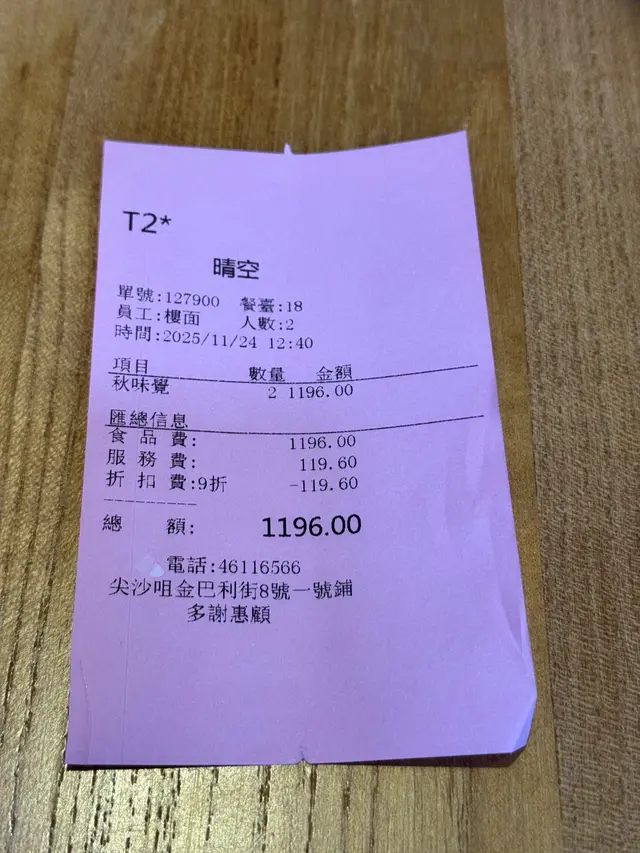 T2*
晴空
單號:127900 餐臺:18
員工:樓面 人數:2
時間:2025/11/24 12:40
項目 數量 金額
秋味覺 2 1196.00
匯總信息
食 品 費: 1196.00
服 務 費: 119.60
折 扣 費:9折 -119.60
總 額: 1196.00
電話:46116566
尖沙咀金巴利街8號一號鋪
多謝惠顧